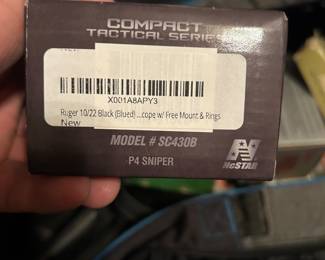 COMPACT
TACTICAL SERIES
X001A8APY3
Ruger 10/22 Black (Blued) ...cope w/ Free Mount & Rings
New
MODEL # SC430B
P4 SNIPER
NcSTAR